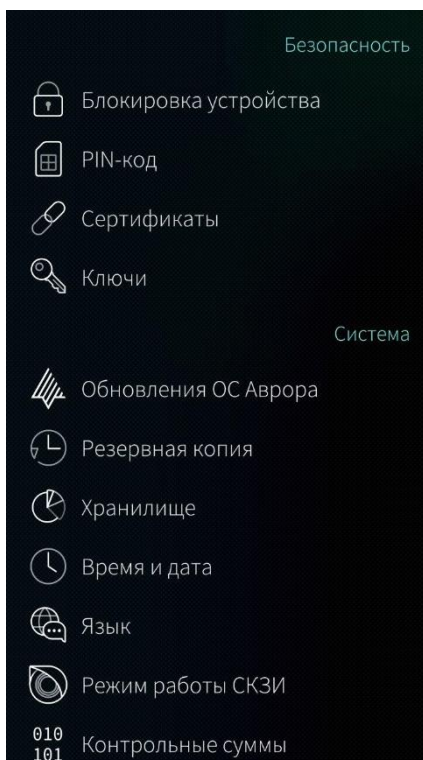 Безопасность
Блокировка устройства
PIN-код
Сертификаты
Ключи
Система
Обновления ОС Аврора
Резервная копия
Хранилище
Время и дата
Язык
Режим работы СКЗИ
010
101
Контрольные суммы